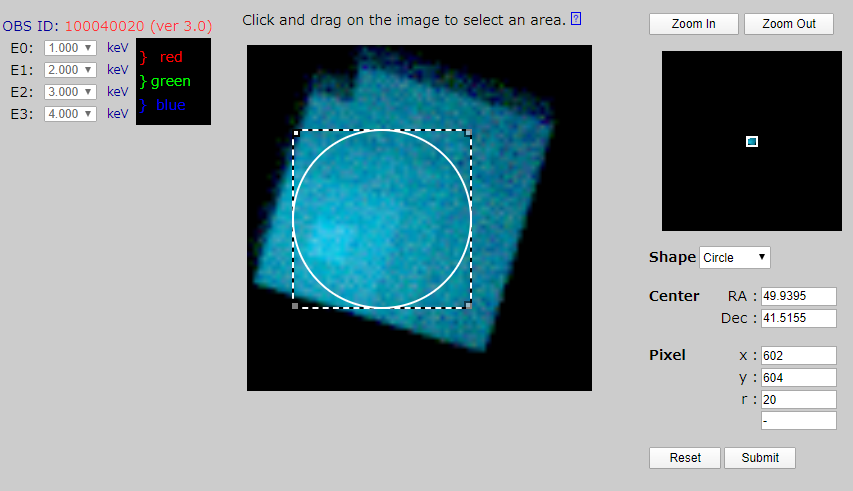 OBS ID: 100040020 (ver 3.0)
E0: 1.000 keV
E1: 2.000 keV
E2: 3.000 keV
E3: 4.000 keV
} red
} green
} blue
Click and drag on the image to select an area. ?
Zoom In Zoom Out
Shape Circle
Center RA : 49.9395
Dec : 41.5155
Pixel x : 602
y : 604
r : 20
-
Reset Submit